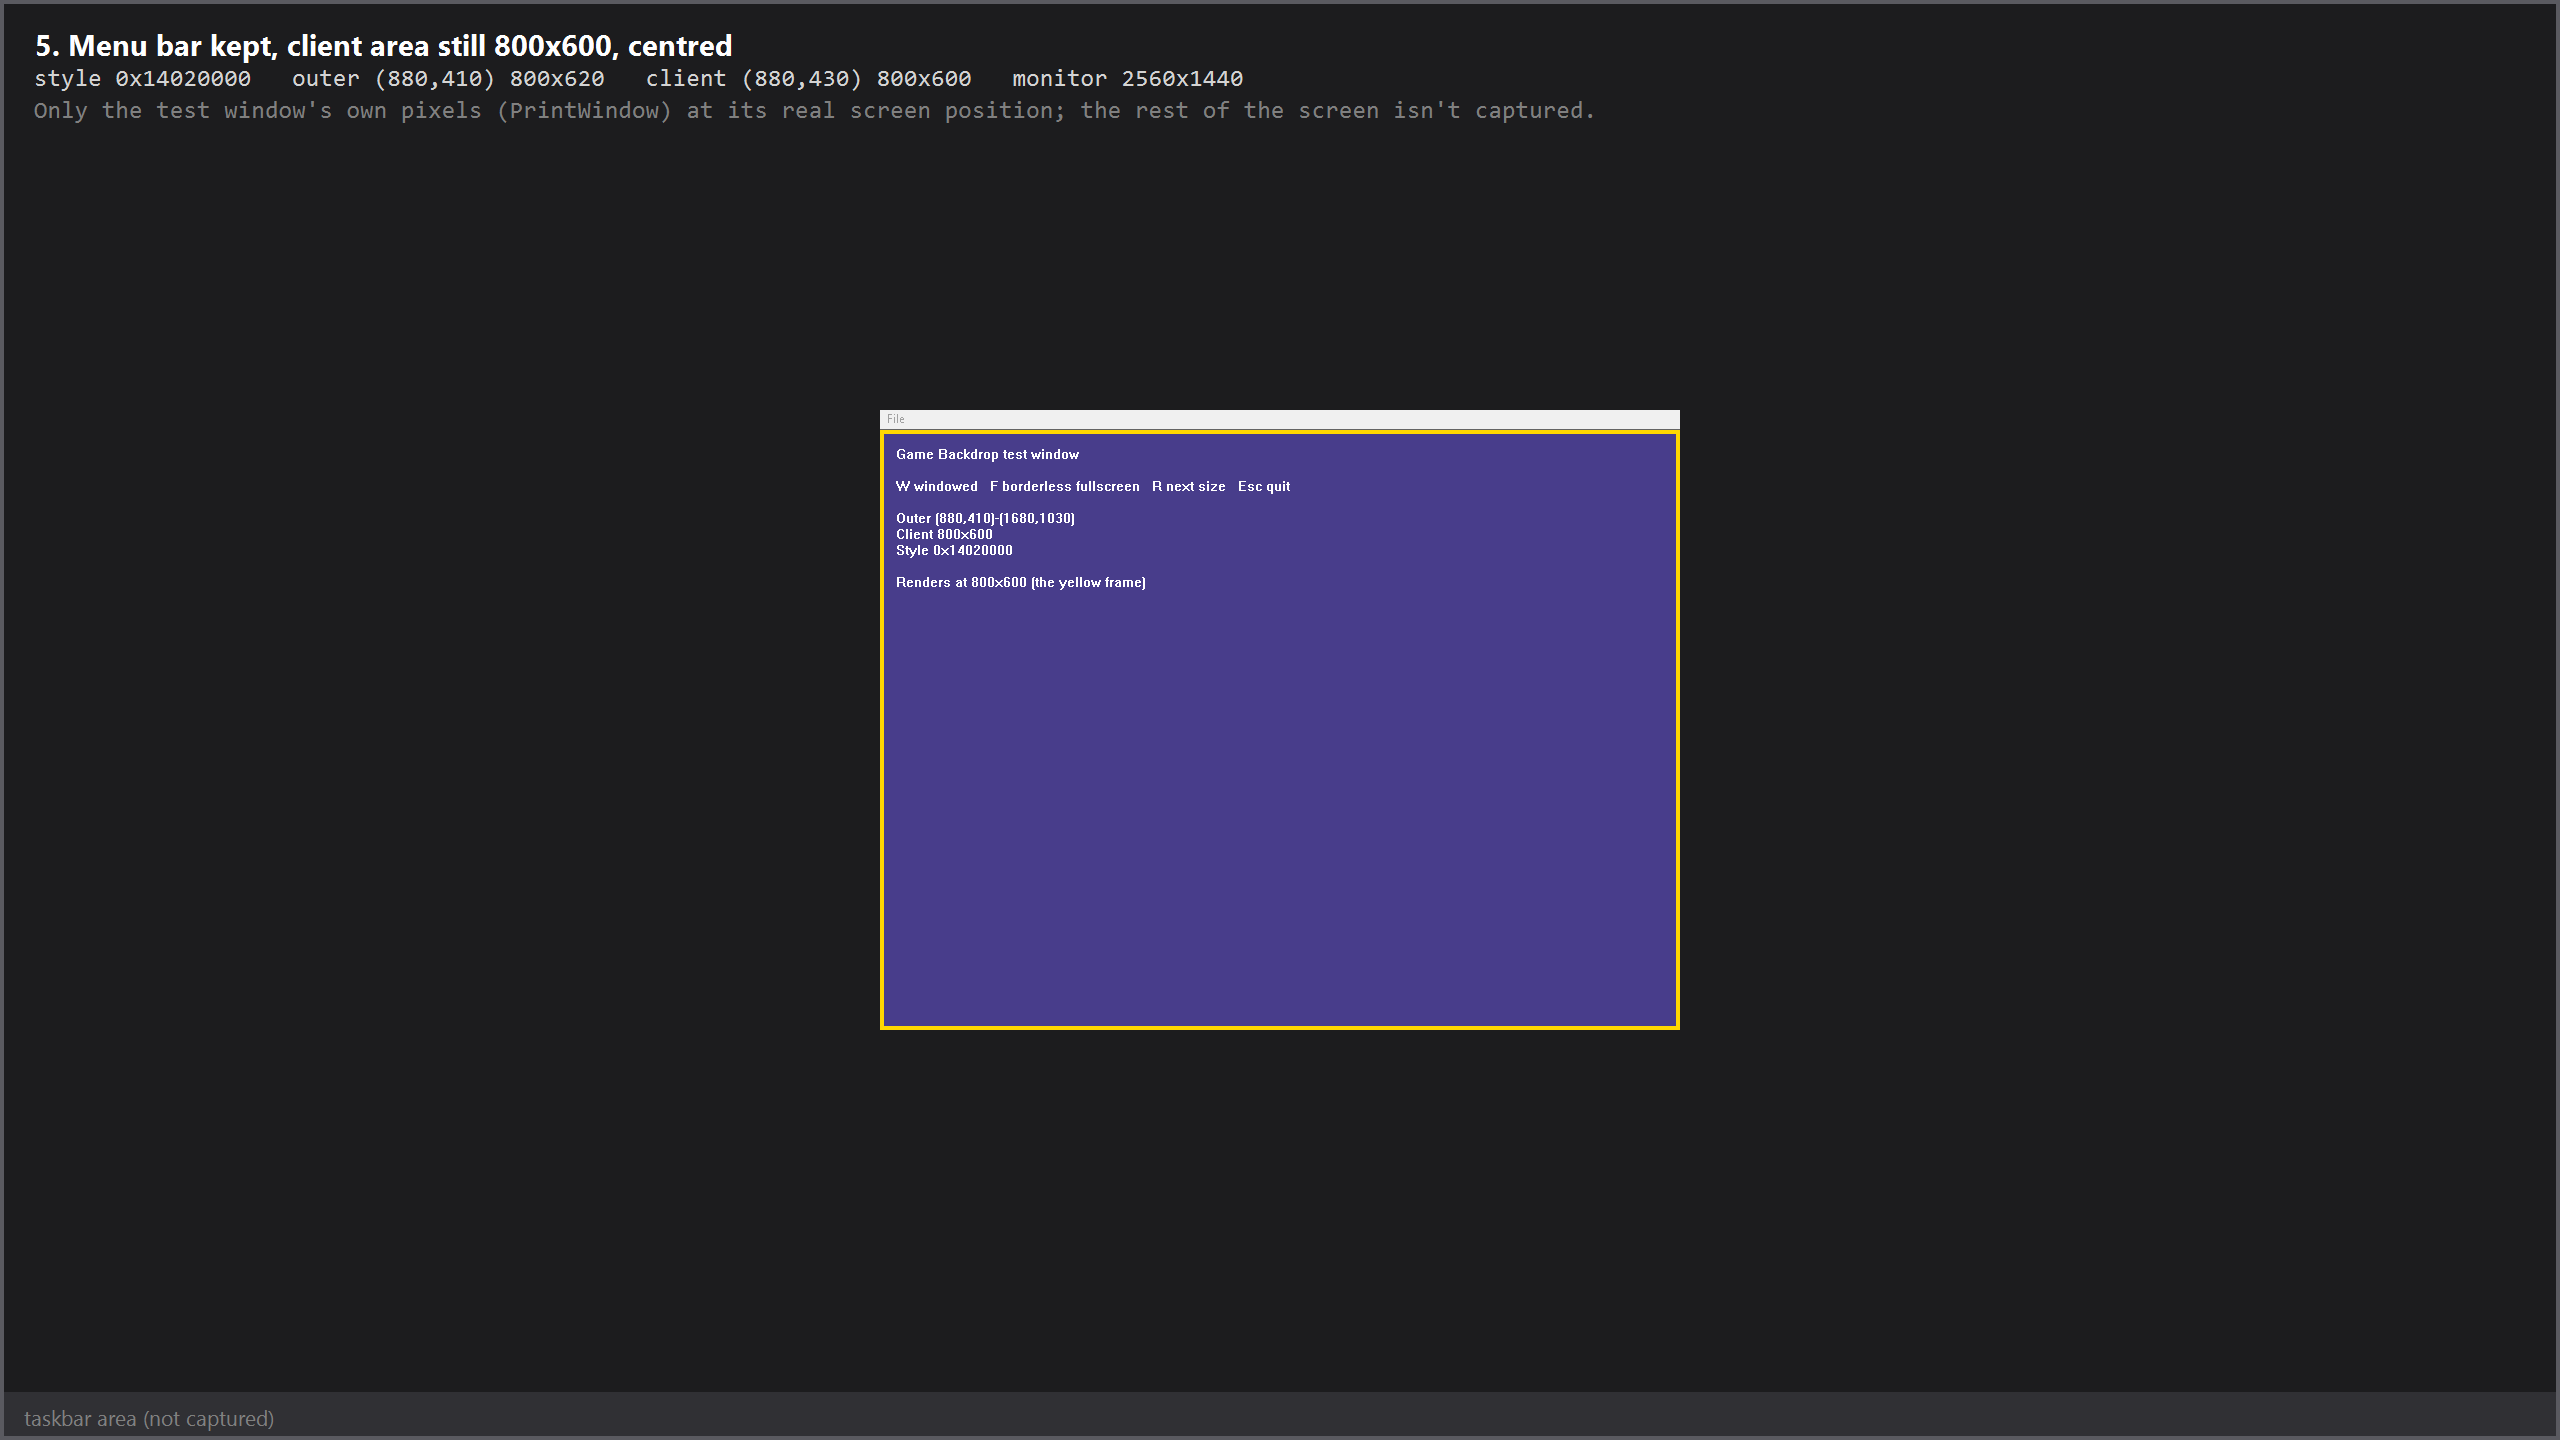 5. Menu bar kept, client area still 800x600, centred
style 0x14020000   outer (880,410) 800x620   client (880,430) 800x600   monitor 2560x1440
Only the test window's own pixels (PrintWindow) at its real screen position; the rest of the screen isn't captured.
File
Game Backdrop test window
W windowed   F borderless fullscreen   R next size   Esc quit
Outer (880,410)-(1680,1030)
Client 800x600
Style 0x14020000
Renders at 800x600 (the yellow frame)
taskbar area (not captured)